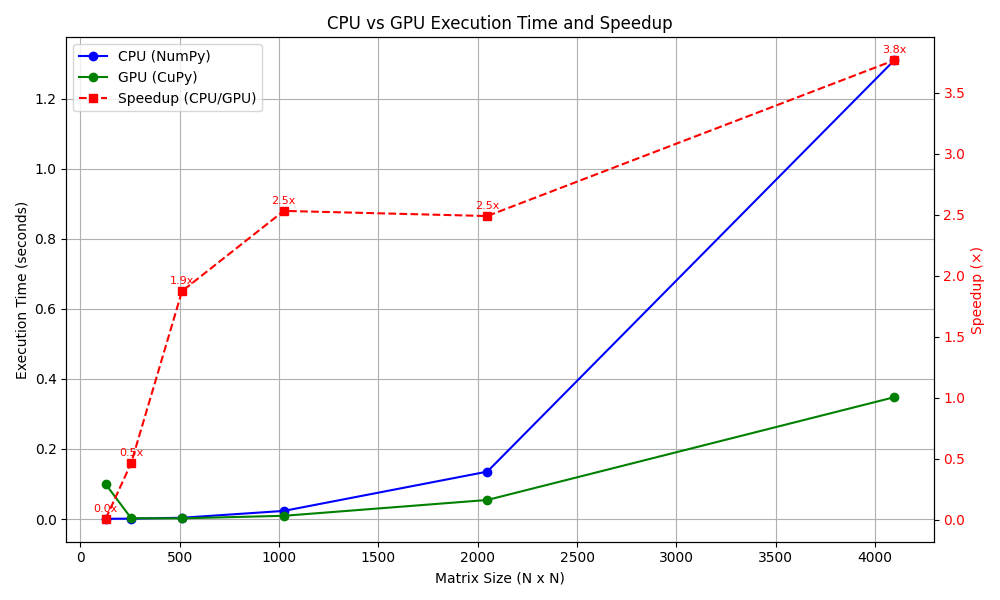 CPU vs GPU Execution Time and Speedup
CPU (NumPy)
GPU (CuPy)
Speedup (CPU/GPU)
Execution Time (seconds)
1.2
1.0
0.8
0.6
0.4
0.2
0.0
0.0x
0.5x
1.9x
2.5x
2.5x
3.8x
3.5
3.0
2.5
2.0
1.5
1.0
0.5
0.0
Speedup (×)
0 500 1000 1500 2000 2500 3000 3500 4000
Matrix Size (N x N)